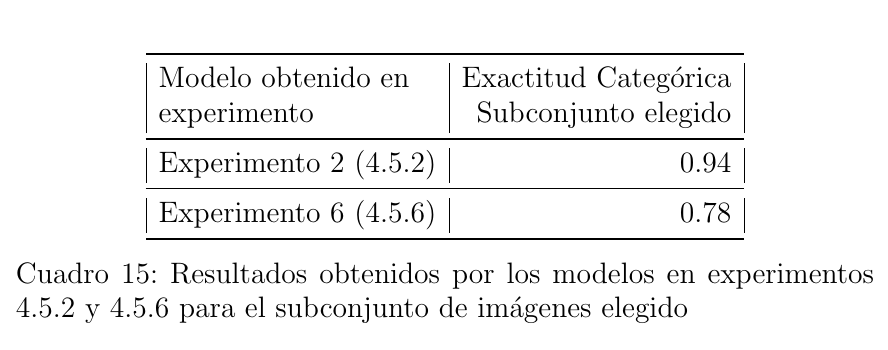 Modelo obtenido en experimento Exactitud Categórica Subconjunto elegido
Experimento 2 (4.5.2) 0.94
Experimento 6 (4.5.6) 0.78
Cuadro 15: Resultados obtenidos por los modelos en experimentos
4.5.2 y 4.5.6 para el subconjunto de imágenes elegido